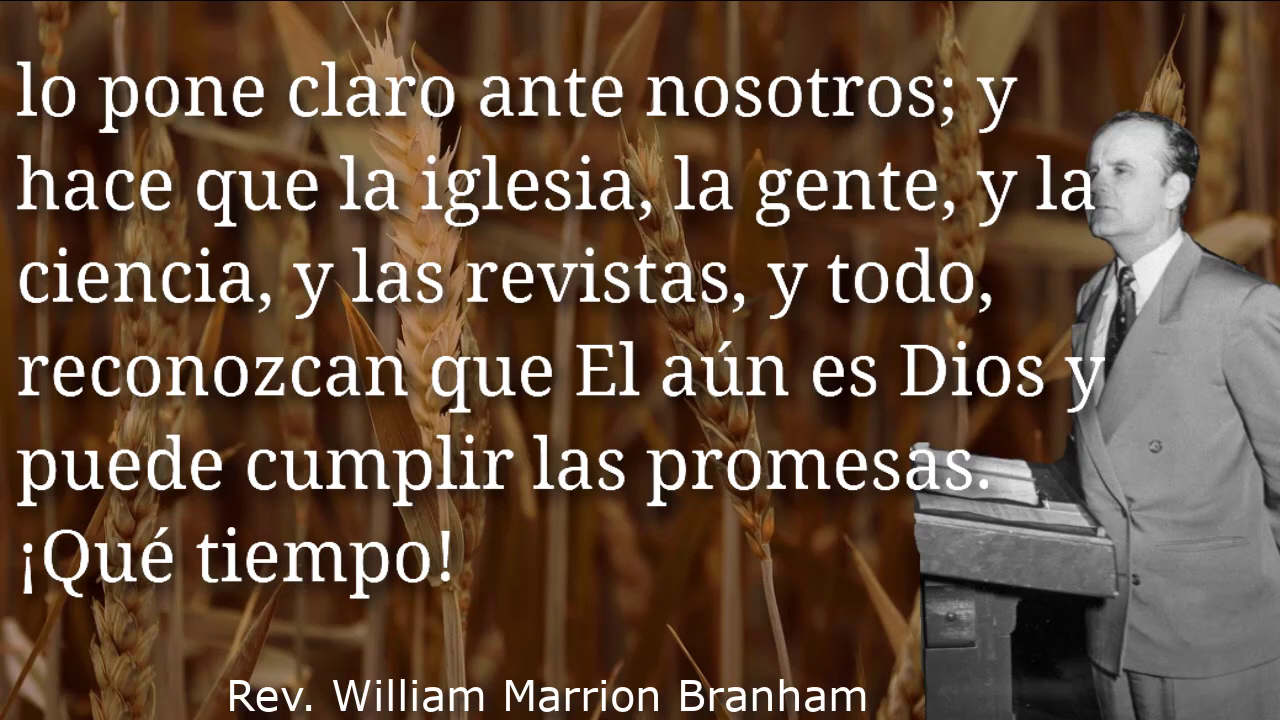 lo pone claro ante nosotros; y
hace que la iglesia, la gente, y la
ciencia, y las revistas, y todo,
reconozcan que El aún es Dios y
puede cumplir las promesas.
¡Qué tiempo!
Rev. William Marrion Branham